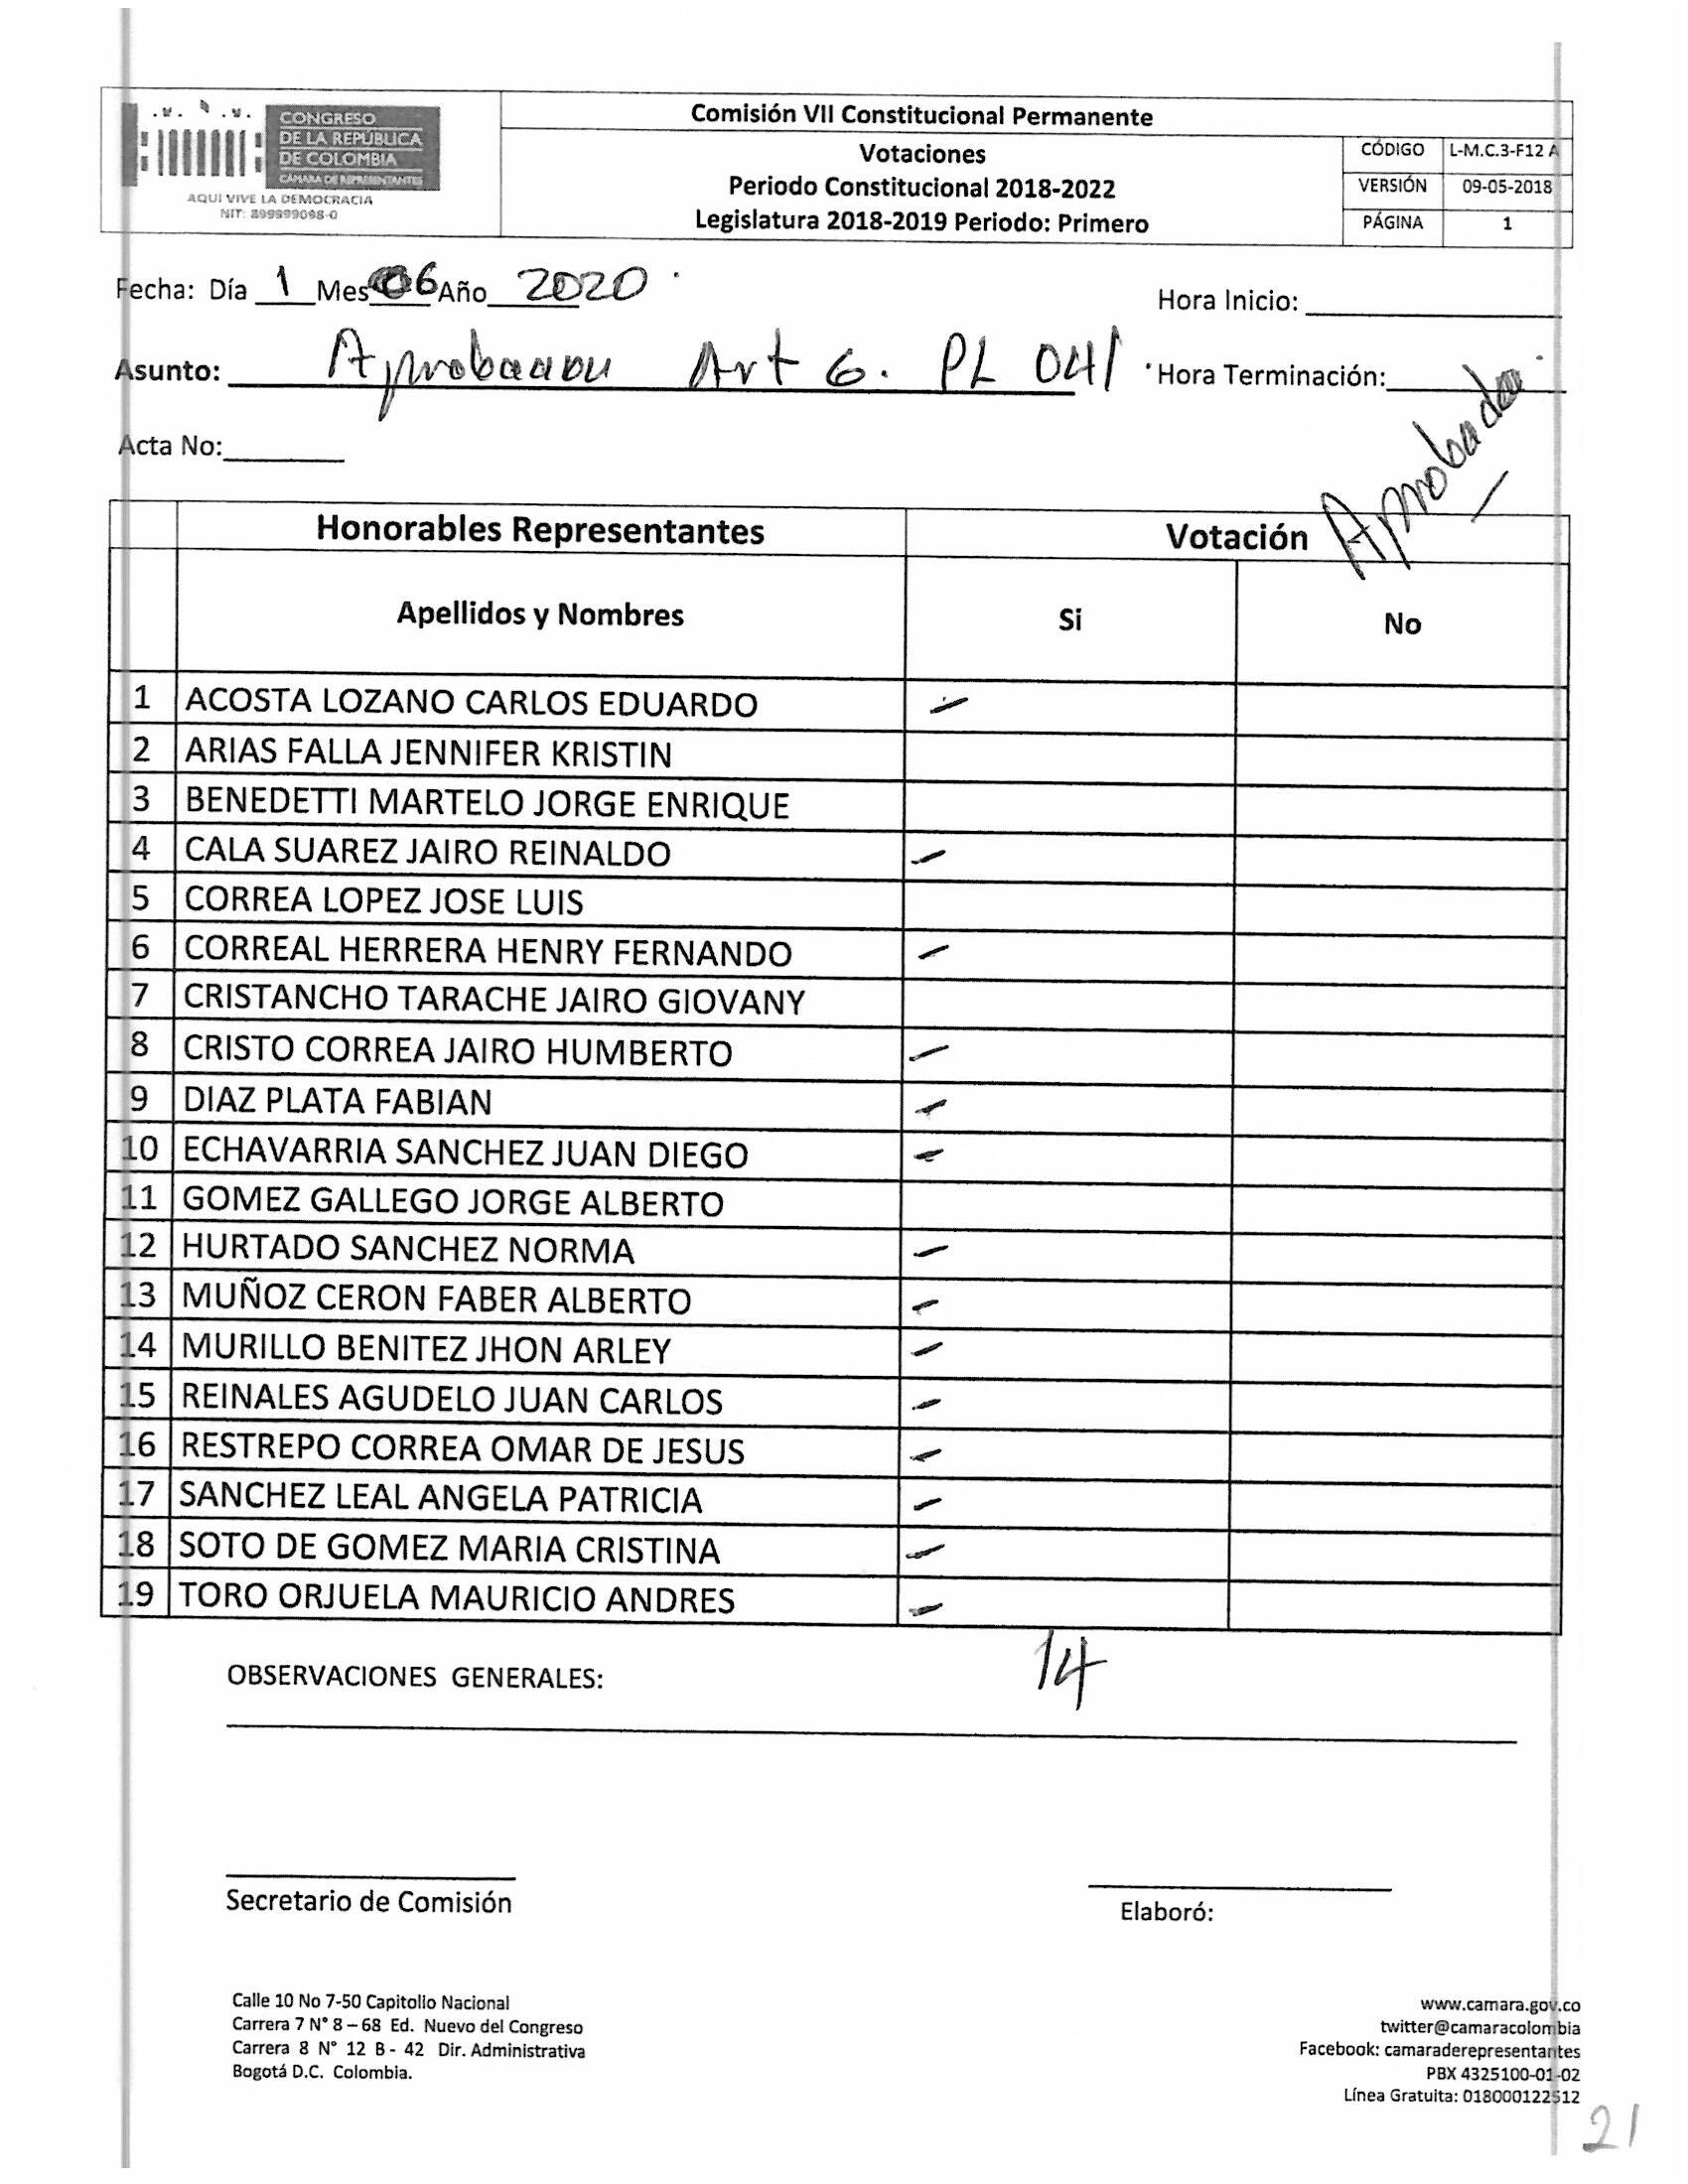 CONGRESO
DE LA REPÚBLICA
DE COLOMBIA
CÁMARA DE REPRESENTANTES
AQUI VIVE LA DEMOCRACIA
NIT: 899999098-0
Comisión VII Constitucional Permanente
Votaciones
Periodo Constitucional 2018-2022
Legislatura 2018-2019 Periodo: Primero
CÓDIGO L-M.C.3-F12 A
VERSIÓN 09-05-2018
PÁGINA 1
Fecha: Día 1 Mes 06 Año 2020
Hora Inicio:
Asunto: Aprobacion Art 6. PL 041
Hora Terminación:
Acta No:
Aprobado
Honorables Representantes Votación
Apellidos y Nombres Si No
1 ACOSTA LOZANO CARLOS EDUARDO
2 ARIAS FALLA JENNIFER KRISTIN
3 BENEDETTI MARTELO JORGE ENRIQUE
4 CALA SUAREZ JAIRO REINALDO
5 CORREA LOPEZ JOSE LUIS
6 CORREAL HERRERA HENRY FERNANDO
7 CRISTANCHO TARACHE JAIRO GIOVANY
8 CRISTO CORREA JAIRO HUMBERTO
9 DIAZ PLATA FABIAN
10 ECHAVARRIA SANCHEZ JUAN DIEGO
11 GOMEZ GALLEGO JORGE ALBERTO
12 HURTADO SANCHEZ NORMA
13 MUÑOZ CERON FABER ALBERTO
14 MURILLO BENITEZ JHON ARLEY
15 REINALES AGUDELO JUAN CARLOS
16 RESTREPO CORREA OMAR DE JESUS
17 SANCHEZ LEAL ANGELA PATRICIA
18 SOTO DE GOMEZ MARIA CRISTINA
19 TORO ORJUELA MAURICIO ANDRES
14
OBSERVACIONES GENERALES:
Secretario de Comisión
Elaboró:
Calle 10 No 7-50 Capitolio Nacional
Carrera 7 N° 8 – 68 Ed. Nuevo del Congreso
Carrera 8 N° 12 B - 42 Dir. Administrativa
Bogotá D.C. Colombia.
www.camara.gov.co
twitter@camaracolombia
Facebook: camaraderepresentantes
PBX 4325100-01-02
Línea Gratuita: 018000122512
21